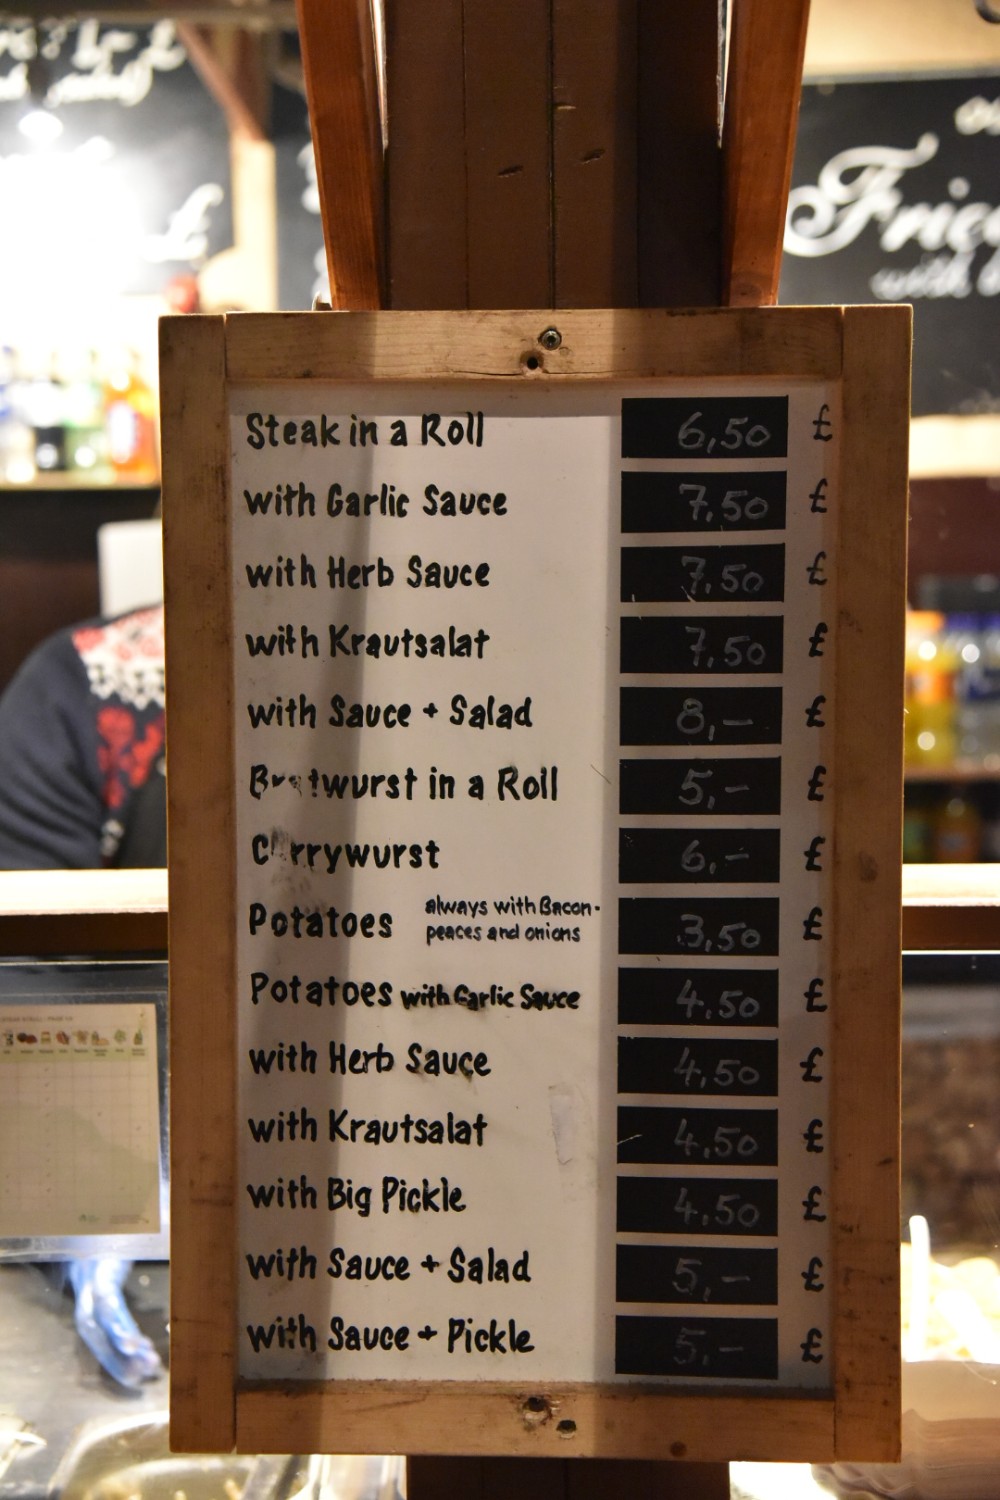 Steak in a Roll 6,50 £
with Garlic Sauce 7.50 £
with Herb Sauce 7.50 £
with Krautsalat 7.50 £
with Sauce + Salad 8,- £
Bratwurst in a Roll 5,- £
Currywurst 6,- £
Potatoes always with Bacon- 3,50 £
peaces and onions
Potatoes with Garlic Sauce 4.50 £
with Herb Sauce 4.50 £
with Krautsalat 4.50 £
with Big Pickle 4.50 £
with Sauce + Salad 5,- £
with Sauce + Pickle 5,- £